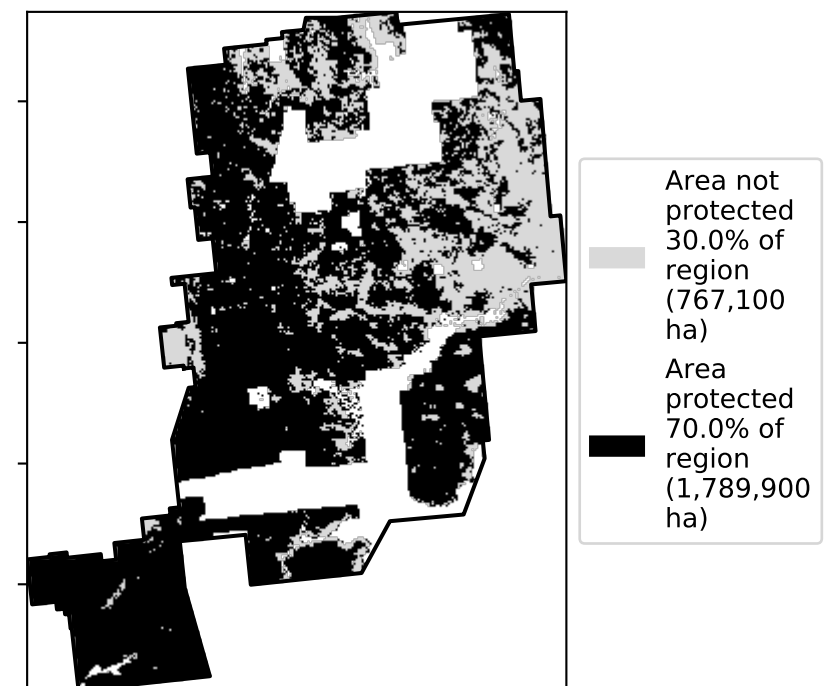 Area not
protected
30.0% of
region
(767,100
ha)
Area
protected
70.0% of
region
(1,789,900
ha)